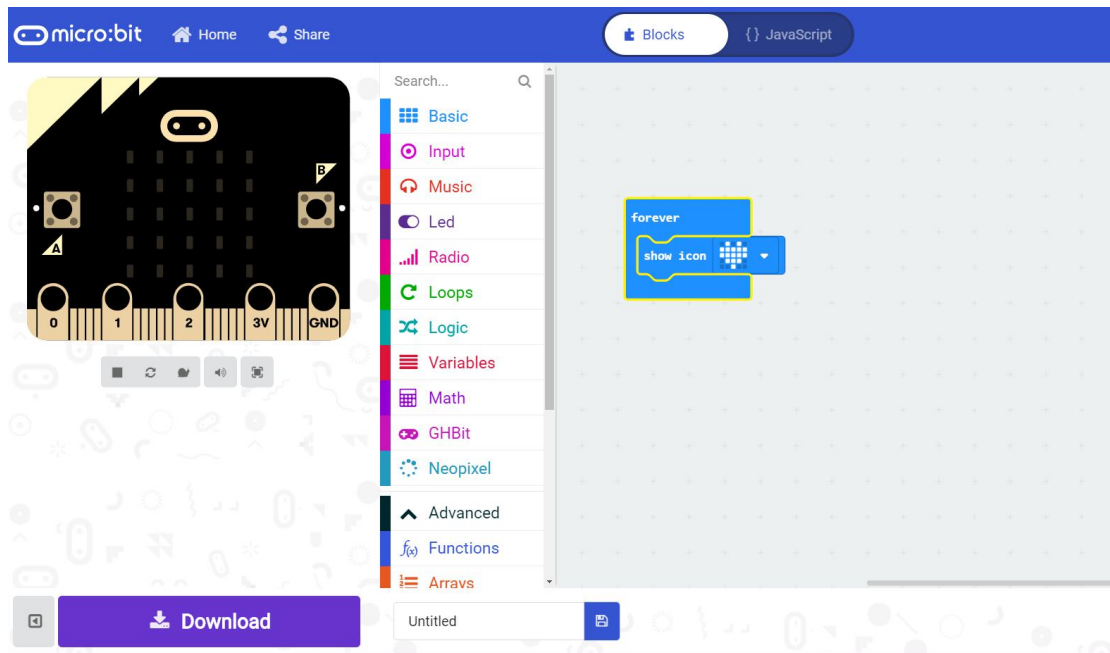 micro:bit Home Share Blocks {} JavaScript
Search...
Basic
Input
Music
Led
Radio
Loops
Logic
Variables
Math
GHBit
Neopixel
Advanced
f(x) Functions
Arrays
B
A
0 1 2 3V GND
forever
show icon
Download
Untitled